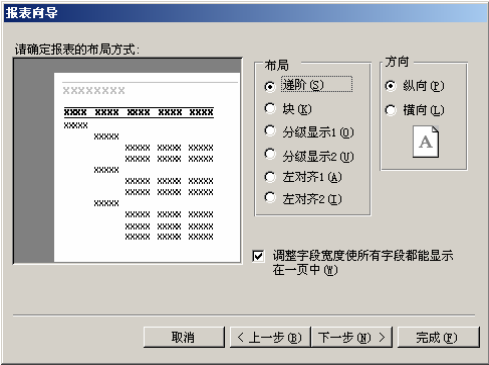 报表向导
请确定报表的布局方式:
XXXXXXXX
XXXX XXXX XXXX XXXX XXXX
XXXXX
XXXXX
XXXXX XXXXX XXXXX
XXXXX XXXXX XXXXX
XXXXX
XXXXX XXXXX XXXXX
XXXXX
XXXXX XXXXX XXXXX
XXXXX XXXXX XXXXX
XXXXX XXXXX XXXXX
布局
递阶(S)
块(K)
分级显示1(O)
分级显示2(U)
左对齐1(A)
左对齐2(I)
方向
纵向(P)
横向(L)
A
调整字段宽度使所有字段都能显示
在一页中(W)
取消
< 上一步(B)
下一步(N) >
完成(F)